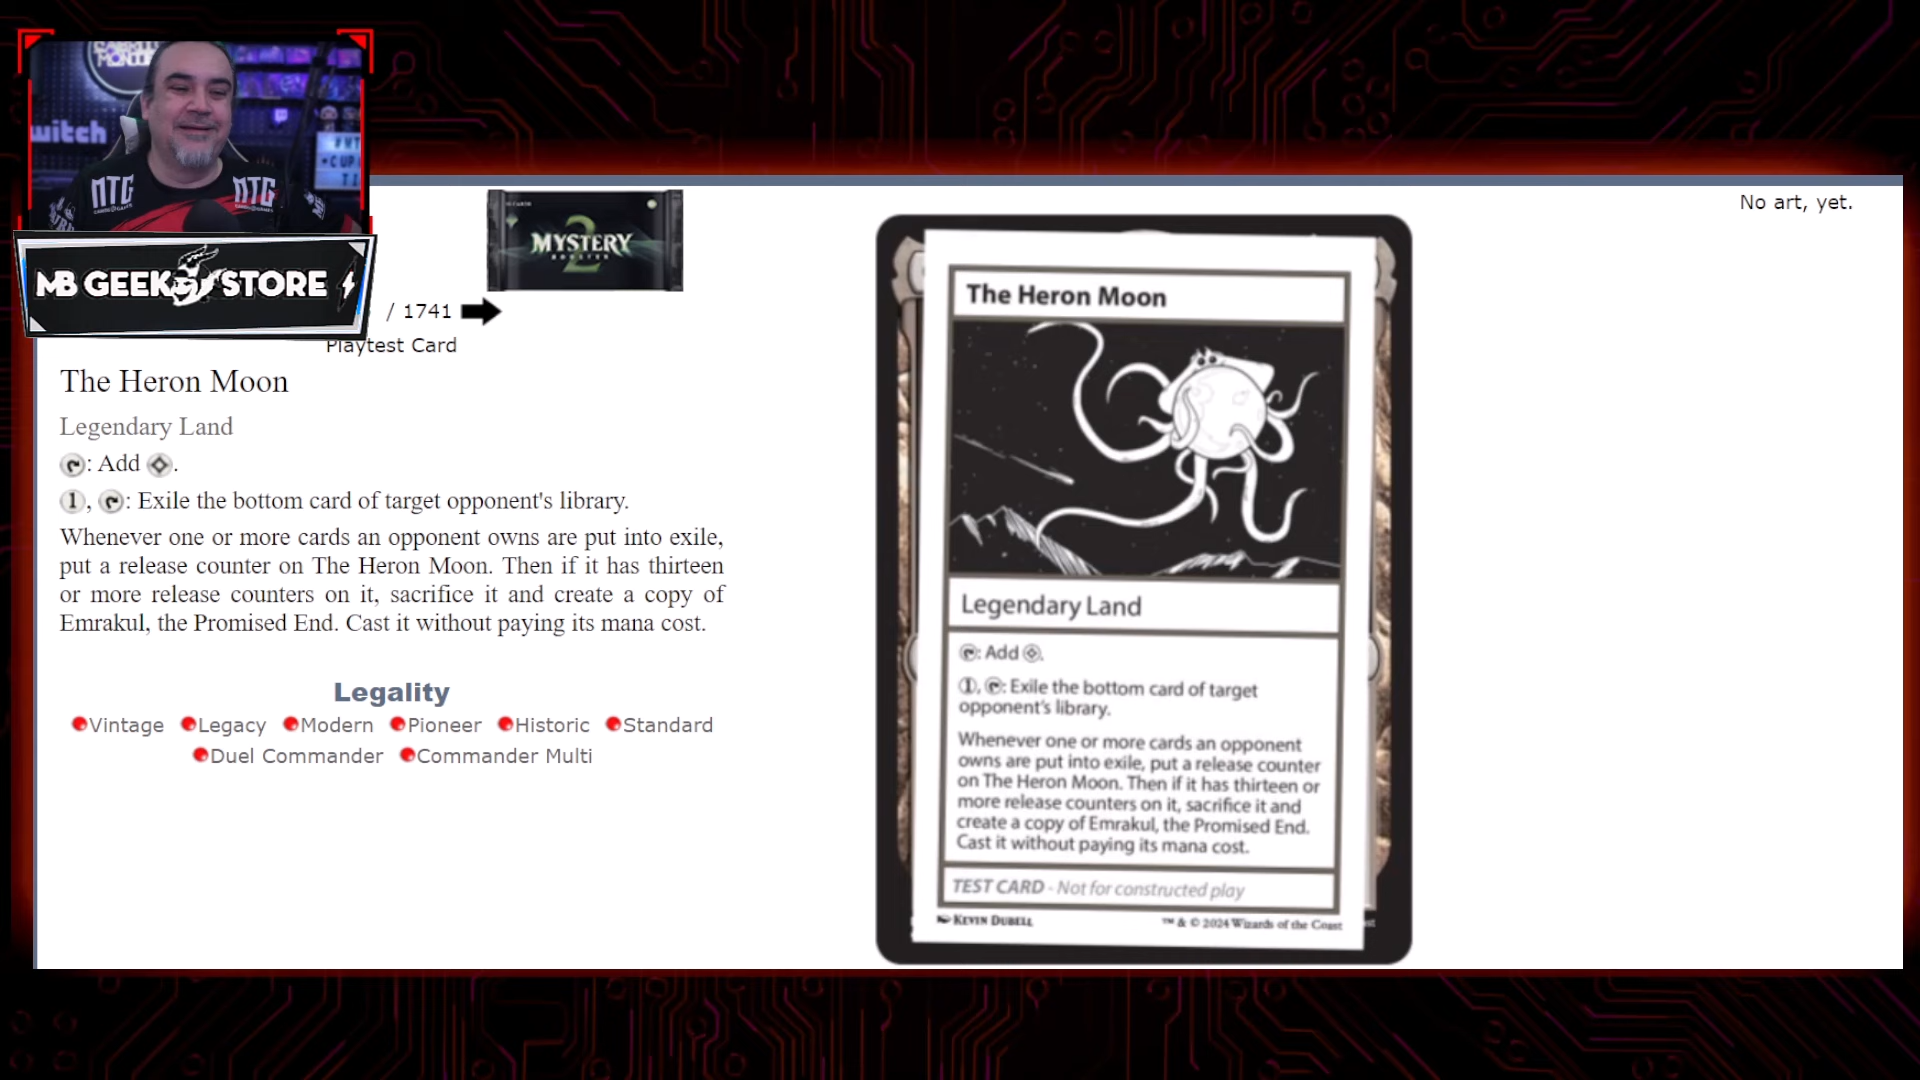 witch
MTG
MTG
MB GEEK STORE
MYSTERY
BOOSTER
2
No art, yet.
/ 1741
Playtest Card
The Heron Moon
Legendary Land
: Add .
1, : Exile the bottom card of target opponent's library.
Whenever one or more cards an opponent owns are put into exile,
put a release counter on The Heron Moon. Then if it has thirteen
or more release counters on it, sacrifice it and create a copy of
Emrakul, the Promised End. Cast it without paying its mana cost.
Legality
Vintage Legacy Modern Pioneer Historic Standard
Duel Commander Commander Multi
The Heron Moon
Legendary Land
: Add .
1, : Exile the bottom card of target
opponent's library.
Whenever one or more cards an opponent
owns are put into exile, put a release counter
on The Heron Moon. Then if it has thirteen or
more release counters on it, sacrifice it and
create a copy of Emrakul, the Promised End.
Cast it without paying its mana cost.
TEST CARD - Not for constructed play
KEVIN DUBELL
™ & © 2024 Wizards of the Coast